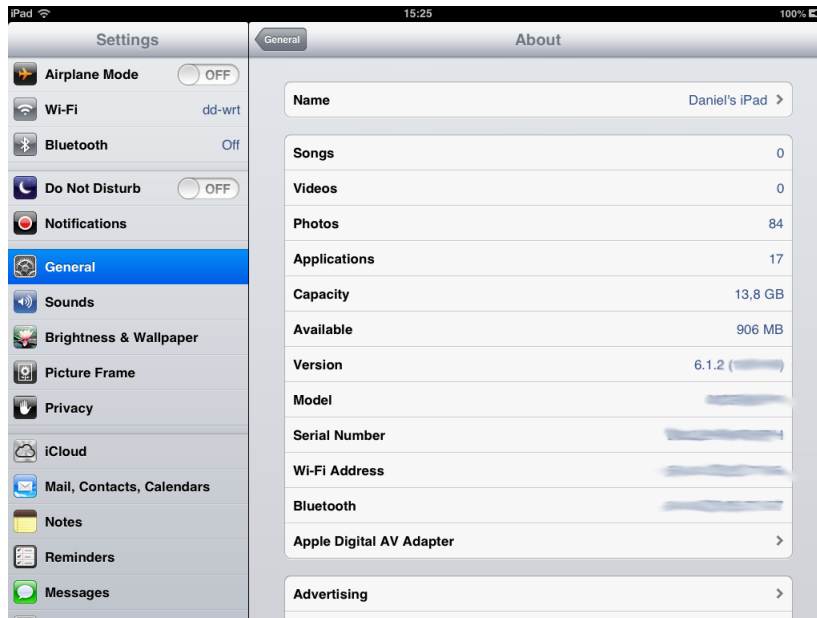 iPad 15:25 100%
Settings
Airplane Mode OFF
Wi-Fi dd-wrt
Bluetooth Off
Do Not Disturb OFF
Notifications
General
Sounds
Brightness & Wallpaper
Picture Frame
Privacy
iCloud
Mail, Contacts, Calendars
Notes
Reminders
Messages
General About
Name Daniel's iPad
Songs 0
Videos 0
Photos 84
Applications 17
Capacity 13,8 GB
Available 906 MB
Version 6.1.2 ( )
Model
Serial Number
Wi-Fi Address
Bluetooth
Apple Digital AV Adapter
Advertising